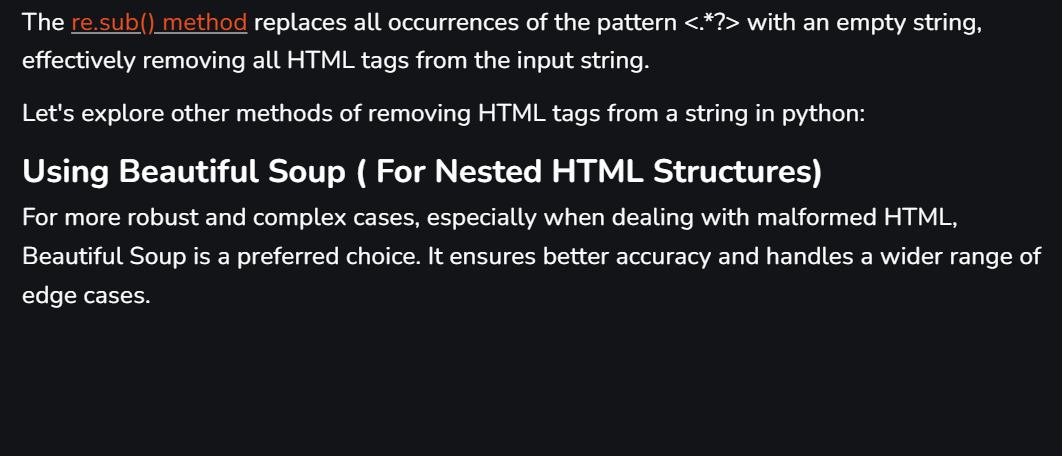 The re.sub() method replaces all occurrences of the pattern <.*?> with an empty string,
effectively removing all HTML tags from the input string.
Let's explore other methods of removing HTML tags from a string in python:
Using Beautiful Soup ( For Nested HTML Structures)
For more robust and complex cases, especially when dealing with malformed HTML,
Beautiful Soup is a preferred choice. It ensures better accuracy and handles a wider range of
edge cases.